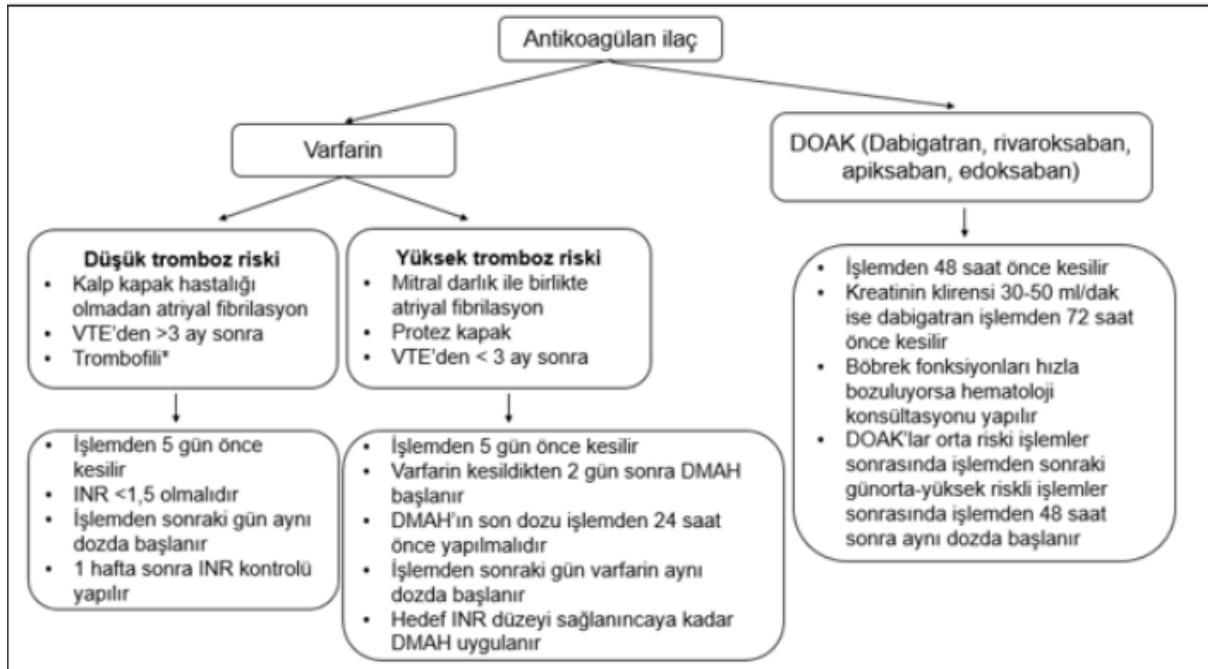 Antikoagülan ilaç
Varfarin
DOAK (Dabigatran, rivaroksaban,
apiksaban, edoksaban)
Düşük tromboz riski
• Kalp kapak hastalığı
olmadan atriyal fibrilasyon
• VTE'den >3 ay sonra
• Trombofili*
Yüksek tromboz riski
• Mitral darlık ile birlikte
atriyal fibrilasyon
• Protez kapak
• VTE'den < 3 ay sonra
• İşlemden 48 saat önce kesilir
• Kreatinin klirensi 30-50 ml/dak
ise dabigatran işlemden 72 saat
önce kesilir
• Böbrek fonksiyonları hızla
bozuluyorsa hematoloji
konsültasyonu yapılır
• DOAK'lar orta riski işlemler
sonrasında işlemden sonraki
günorta-yüksek riskli işlemler
sonrasında işlemden 48 saat
sonra aynı dozda başlanır
• İşlemden 5 gün önce
kesilir
• INR <1,5 olmalıdır
• İşlemden sonraki gün aynı
dozda başlanır
• 1 hafta sonra INR kontrolü
yapılır
• İşlemden 5 gün önce kesilir
• Varfarin kesildikten 2 gün sonra DMAH
başlanır
• DMAH'ın son dozu işlemden 24 saat
önce yapılmalıdır
• İşlemden sonraki gün varfarin aynı
dozda başlanır
• Hedef INR düzeyi sağlanıncaya kadar
DMAH uygulanır